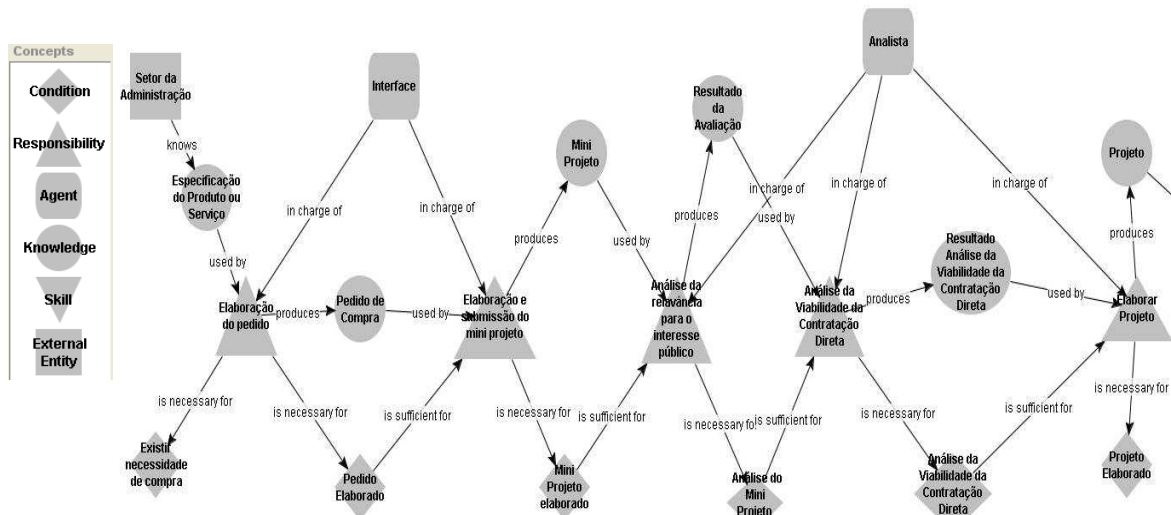 Concepts
Condition
Responsibility
Agent
Knowledge
Skill
External
Entity
Setor da
Administração
knows
Especificação
do Produto ou
Serviço
used by
Interface
in charge of
in charge of
Elaboração
do pedido
produces
Pedido de
Compra
used by
Elaboração e
submissão do
mini projeto
produces
Mini
Projeto
used by
Análise da
relavância
para o
interesse
público
produces
Resultado
da
Avaliação
used by
Analista
in charge of
in charge of
in charge of
Análise da
Viabilidade da
Contratação
Direta
produces
Resultado
Análise da
Viabilidade da
Contratação
Direta
used by
Elaborar
Projeto
produces
Projeto
is necessary for
Existir
necessidade
de compra
is necessary for
Pedido
Elaborado
is sufficient for
is necessary for
Mini
Projeto
elaborado
is sufficient for
is necessary for
Análise do
Mini
Projeto
is sufficient for
is necessary for
Análise da
Viabilidade da
Contratação
Direta
is sufficient for
is necessary for
Projeto
Elaborado